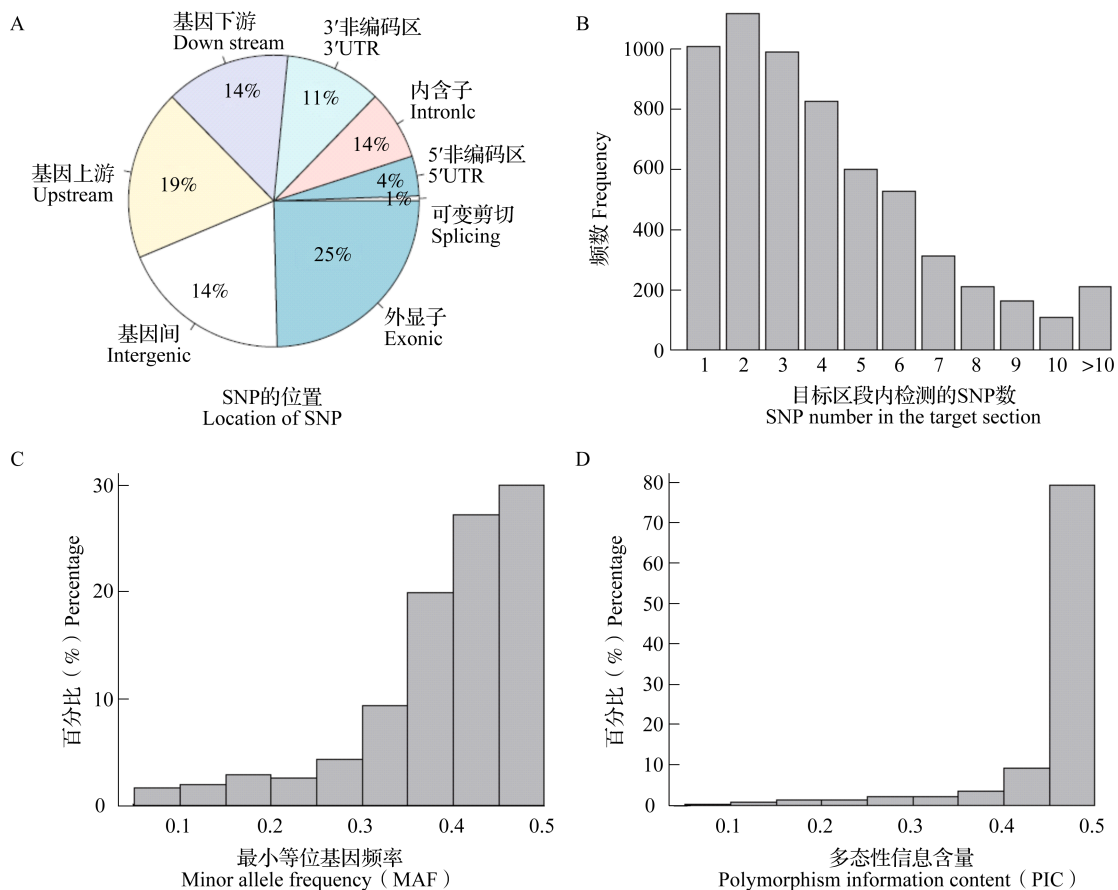 A
基因下游
Down stream
3′非编码区
3′UTR
内含子
Intronlc
5′非编码区
5′UTR
可变剪切
Splicing
外显子
Exonic
基因间
Intergenic
基因上游
Upstream
14%
11%
14%
4%
1%
25%
14%
19%
SNP的位置
Location of SNP
B
频数 Frequency
1000
800
600
400
200
0
1 2 3 4 5 6 7 8 9 10 >10
目标区段内检测的SNP数
SNP number in the target section
C
百分比（%）Percentage
30
20
10
0
0.1 0.2 0.3 0.4 0.5
最小等位基因频率
Minor allele frequency（MAF）
D
百分比（%）Percentage
80
70
60
50
40
30
20
10
0
0.1 0.2 0.3 0.4 0.5
多态性信息含量
Polymorphism information content（PIC）